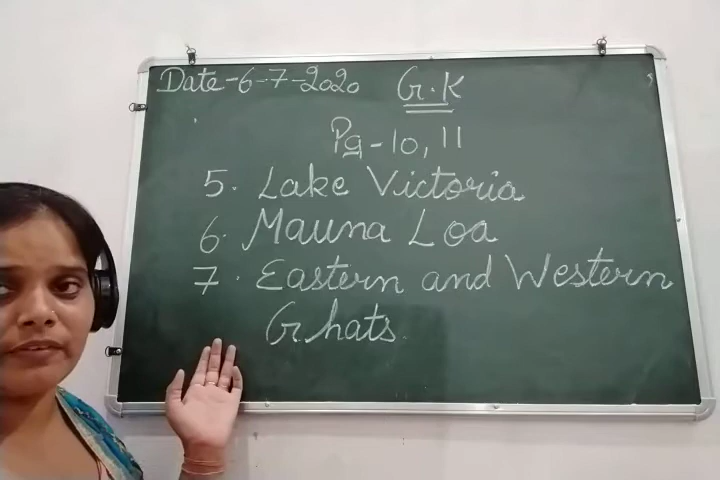 Date-6-7-2020 G.K
Pg-10, 11
5. Lake Victoria
6. Mauna Loa
7. Eastern and Western
Ghats.